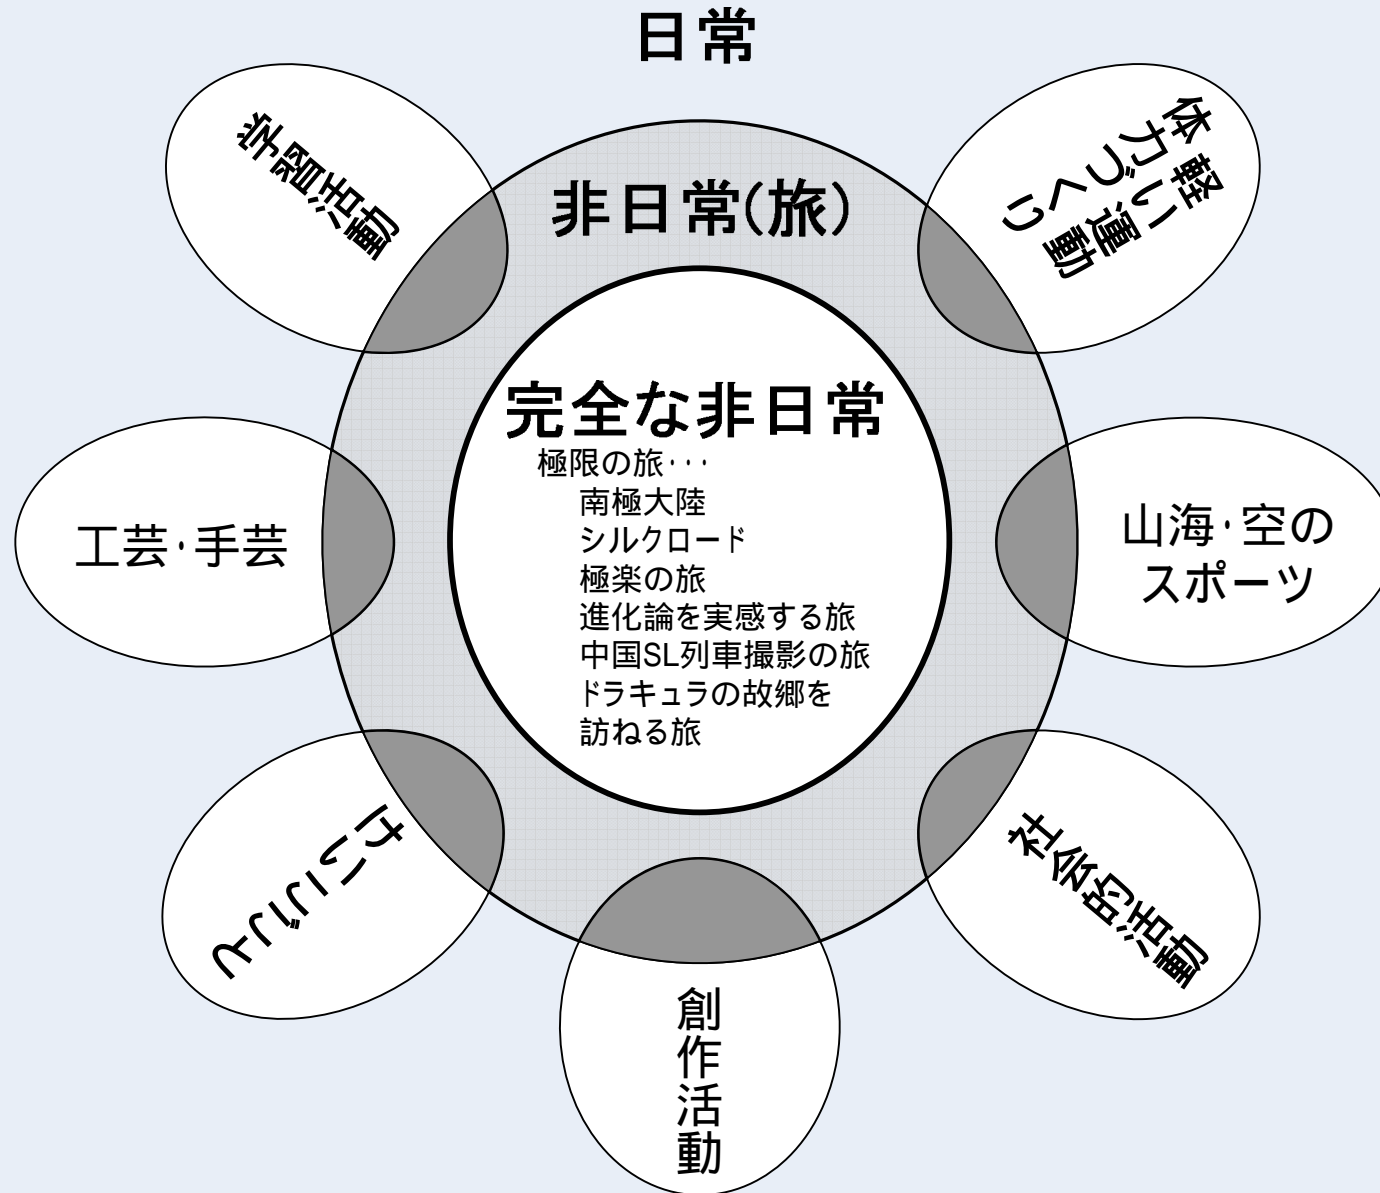 日常
学習活動
軽い運動
体力づくり
非日常(旅)
完全な非日常
極限の旅･･･
南極大陸
シルクロード
極楽の旅
進化論を実感する旅
中国SL列車撮影の旅
ドラキュラの故郷を
訪ねる旅
工芸･手芸
山海･空の
スポーツ
けいこごと
社会的活動
創作活動